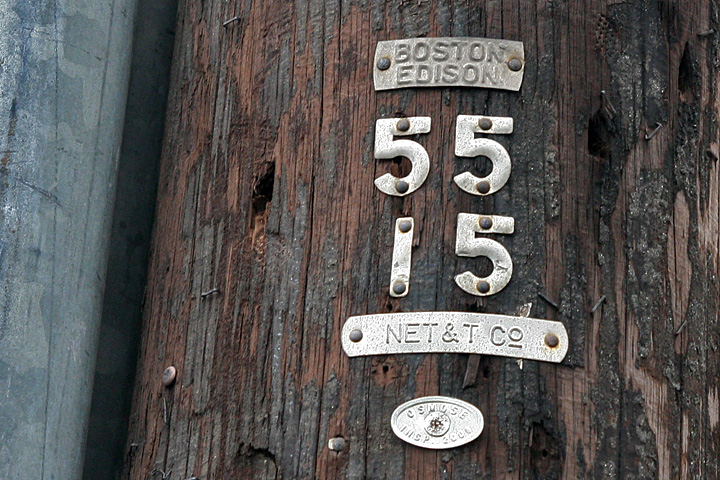 BOSTON
EDISON
55
15
NET&T Co
OSMOSE
INSP. 2000